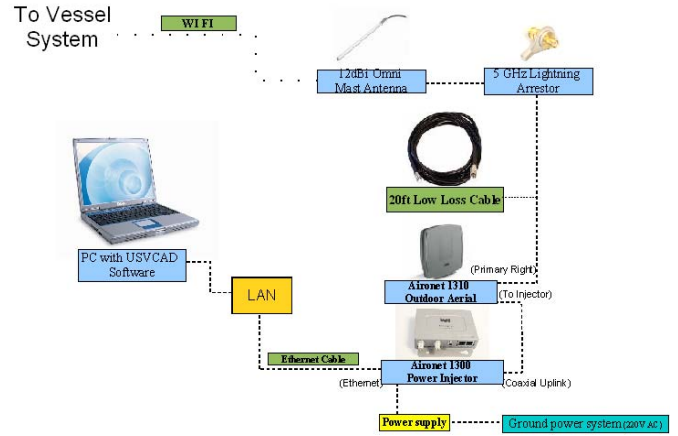 To Vessel
System
WI FI
12dBi Omni
Mast Antenna
5 GHz Lightning
Arrestor
20ft Low Loss Cable
PC with USVCAD
Software
(Primary Right)
Aironet 1310
Outdoor Aerial
(To Injector)
LAN
Ethernet Cable
(Ethernet)
Aironet 1300
Power Injector
(Coaxial Uplink)
Power supply
Ground power system (220V AC)